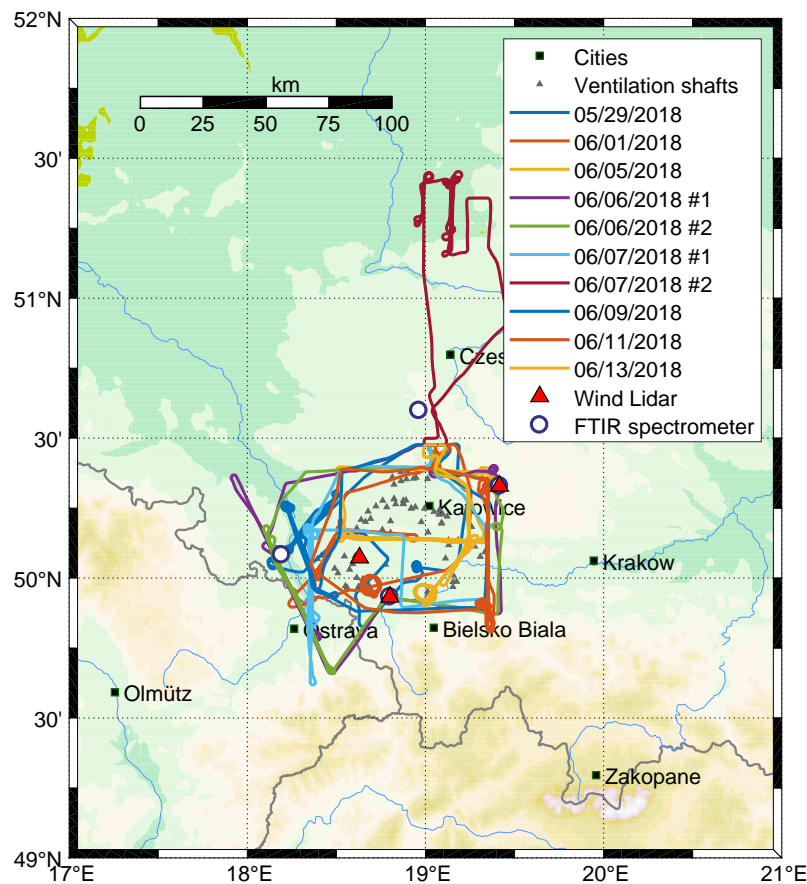 52°N
Cities
km
Ventilation shafts
0 25 50 75 100
05/29/2018
06/01/2018
30'
06/05/2018
06/06/2018 #1
06/06/2018 #2
06/07/2018 #1
06/07/2018 #2
51°N
06/09/2018
06/11/2018
Czes
06/13/2018
Wind Lidar
FTIR spectrometer
30'
Katowice
Krakow
50°N
Ostrava
Bielsko Biala
Olmütz
30'
Zakopane
49°N
17°E 18°E 19°E 20°E 21°E